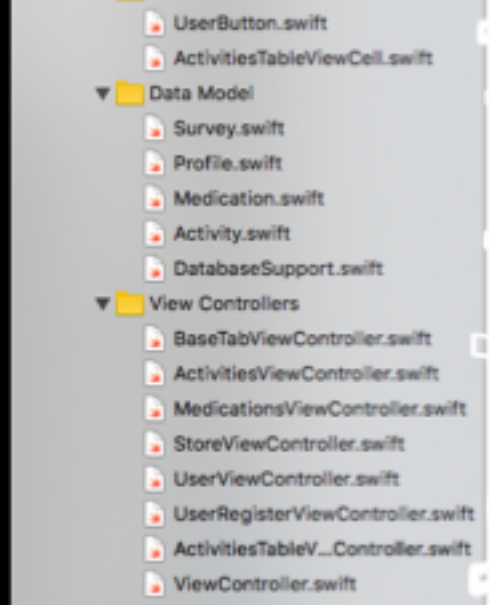 UserButton.swift
ActivitiesTableViewCell.swift
Data Model
Survey.swift
Profile.swift
Medication.swift
Activity.swift
DatabaseSupport.swift
View Controllers
BaseTabViewController.swift
ActivitiesViewController.swift
MedicationsViewController.swift
StoreViewController.swift
UserViewController.swift
UserRegisterViewController.swift
ActivitiesTableV...Controller.swift
ViewController.swift